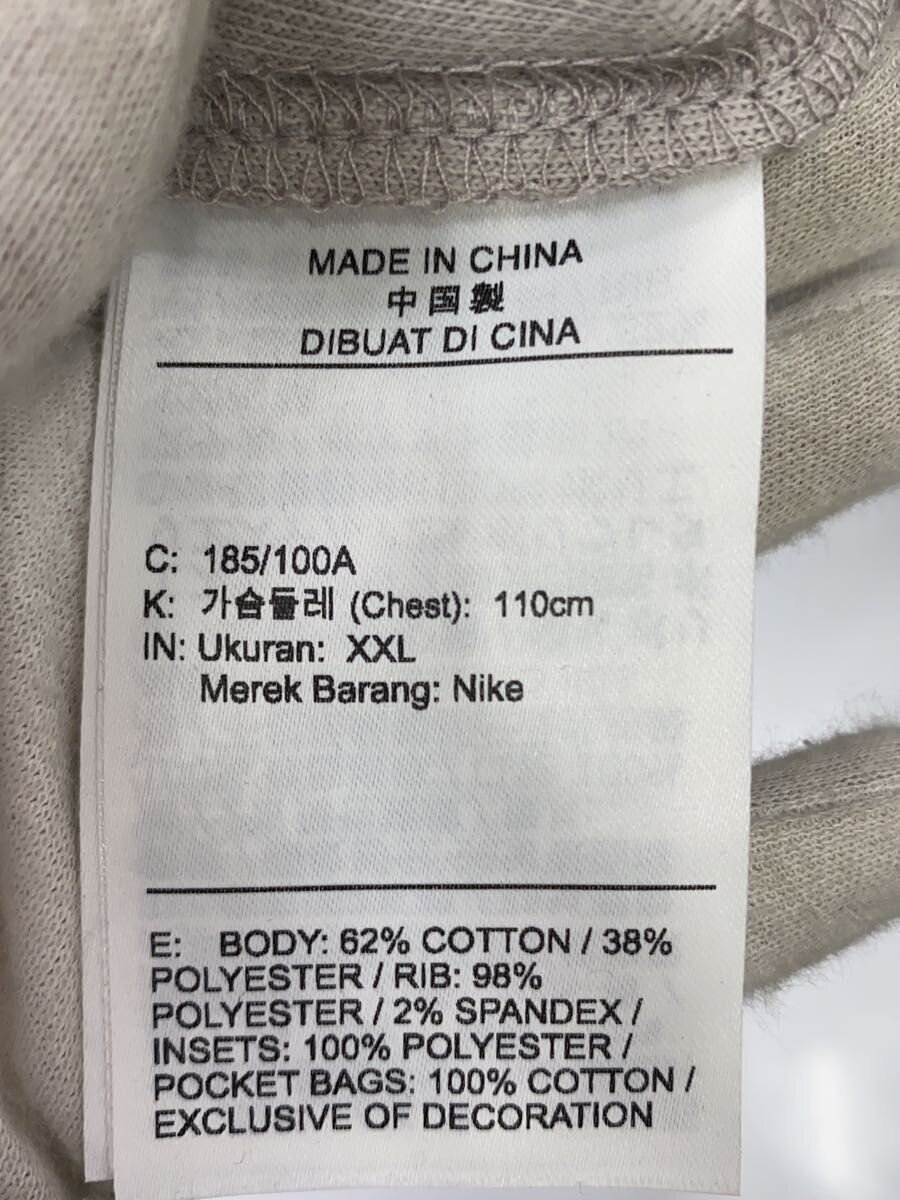 MADE IN CHINA
中国製
DIBUAT DI CINA
C: 185/100A
K: 가슴둘레 (Chest): 110cm
IN: Ukuran: XXL
Merek Barang: Nike
E: BODY: 62% COTTON / 38%
POLYESTER / RIB: 98%
POLYESTER / 2% SPANDEX /
INSETS: 100% POLYESTER /
POCKET BAGS: 100% COTTON /
EXCLUSIVE OF DECORATION